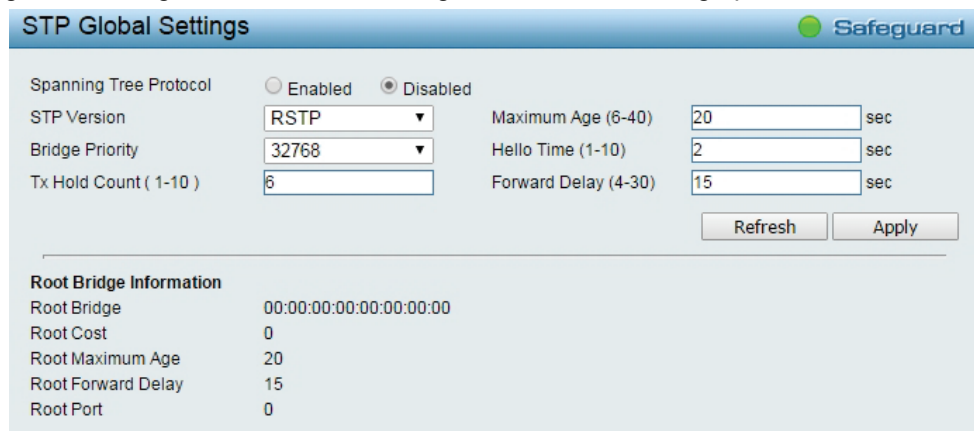 STP Global Settings Safeguard
Spanning Tree Protocol Enabled Disabled
STP Version RSTP Maximum Age (6-40) 20 sec
Bridge Priority 32768 Hello Time (1-10) 2 sec
Tx Hold Count ( 1-10 ) 6 Forward Delay (4-30) 15 sec
Refresh Apply
Root Bridge Information
Root Bridge 00:00:00:00:00:00:00:00
Root Cost 0
Root Maximum Age 20
Root Forward Delay 15
Root Port 0